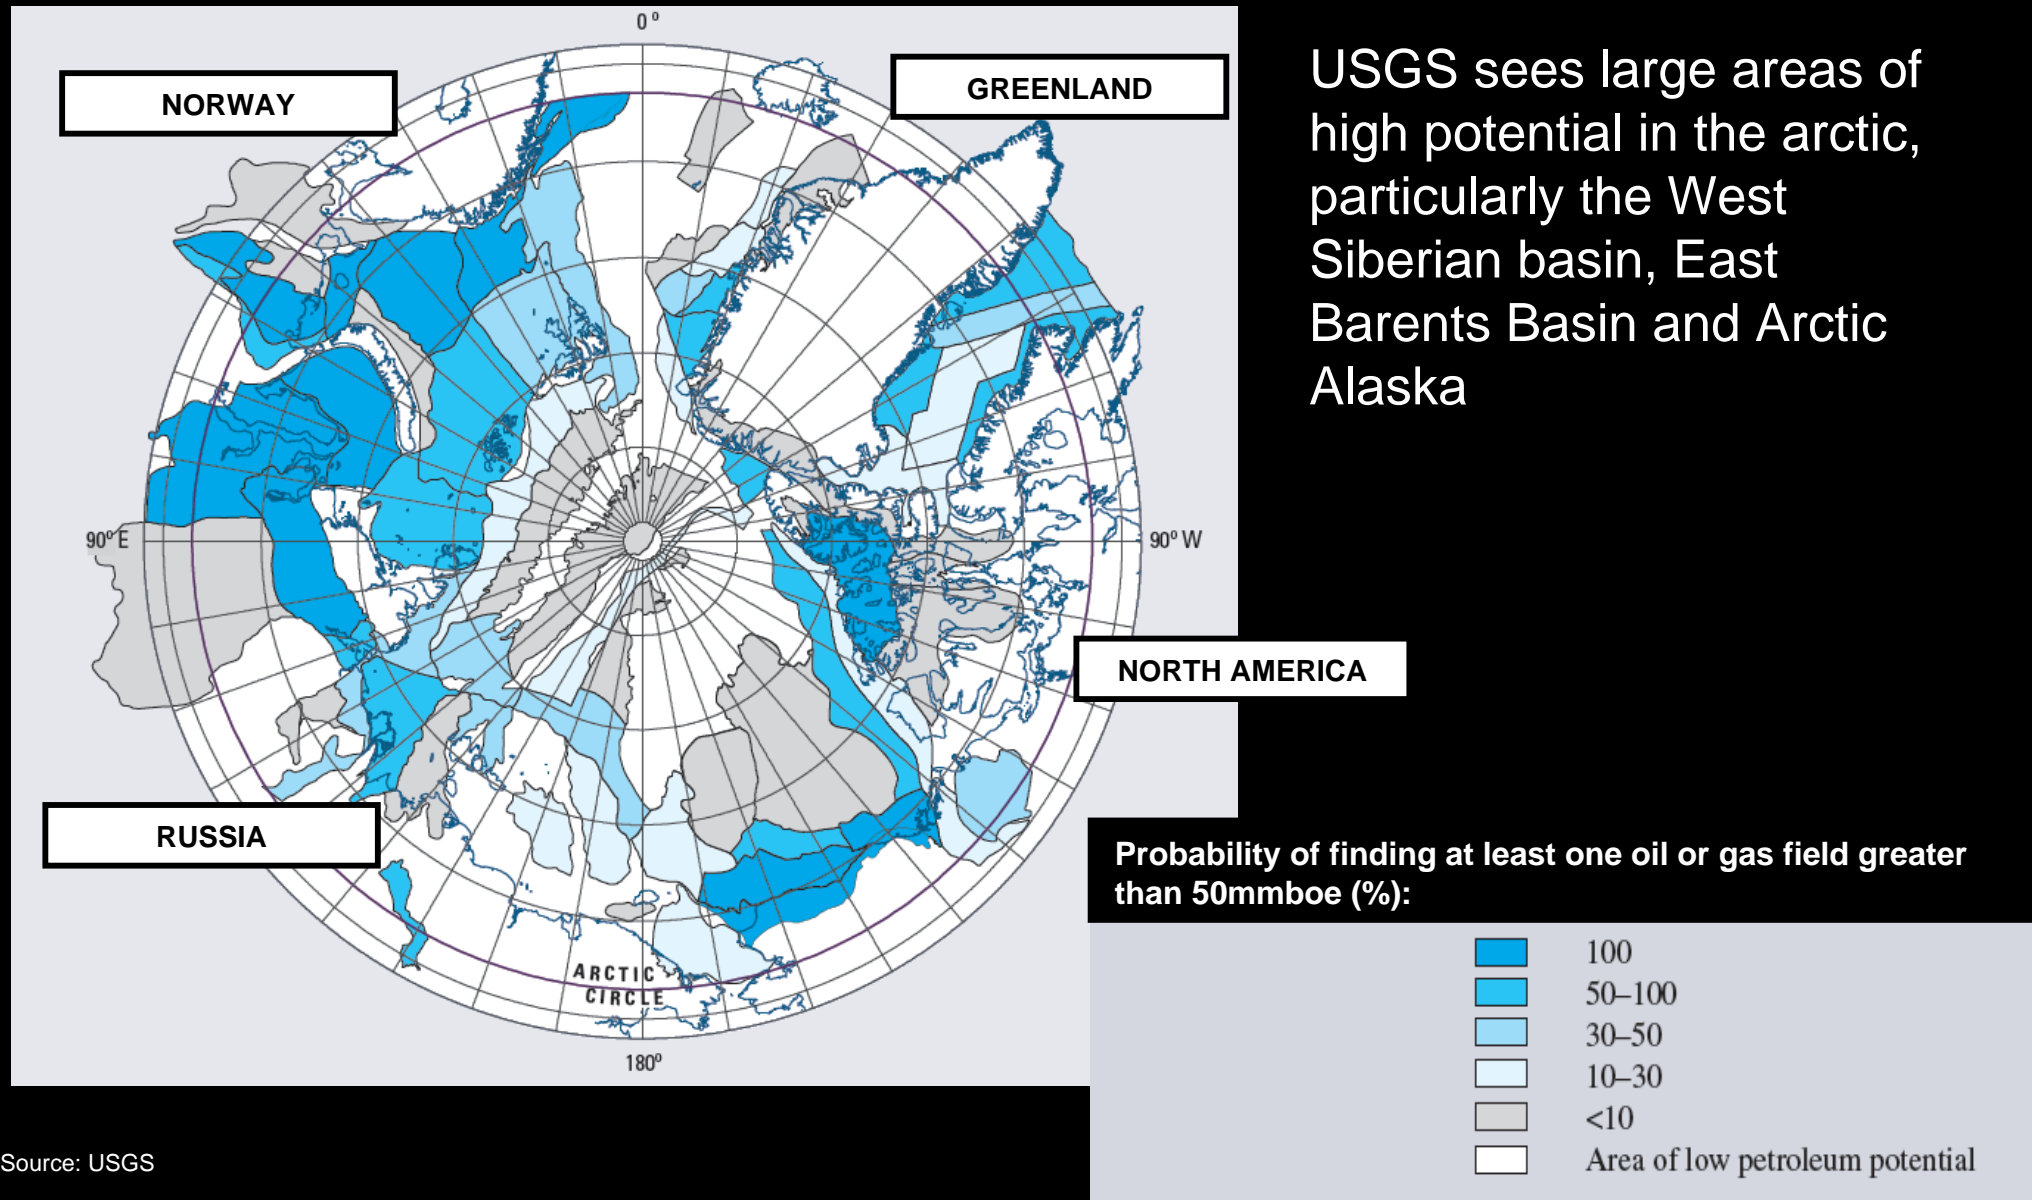 0 º
NORWAY
GREENLAND
USGS sees large areas of
high potential in the arctic,
particularly the West
Siberian basin, East
Barents Basin and Arctic
Alaska
90º E
90º W
NORTH AMERICA
RUSSIA
ARCTIC
CIRCLE
180º
Probability of finding at least one oil or gas field greater
than 50mmboe (%):
100
50–100
30–50
10–30
<10
Area of low petroleum potential
Source: USGS